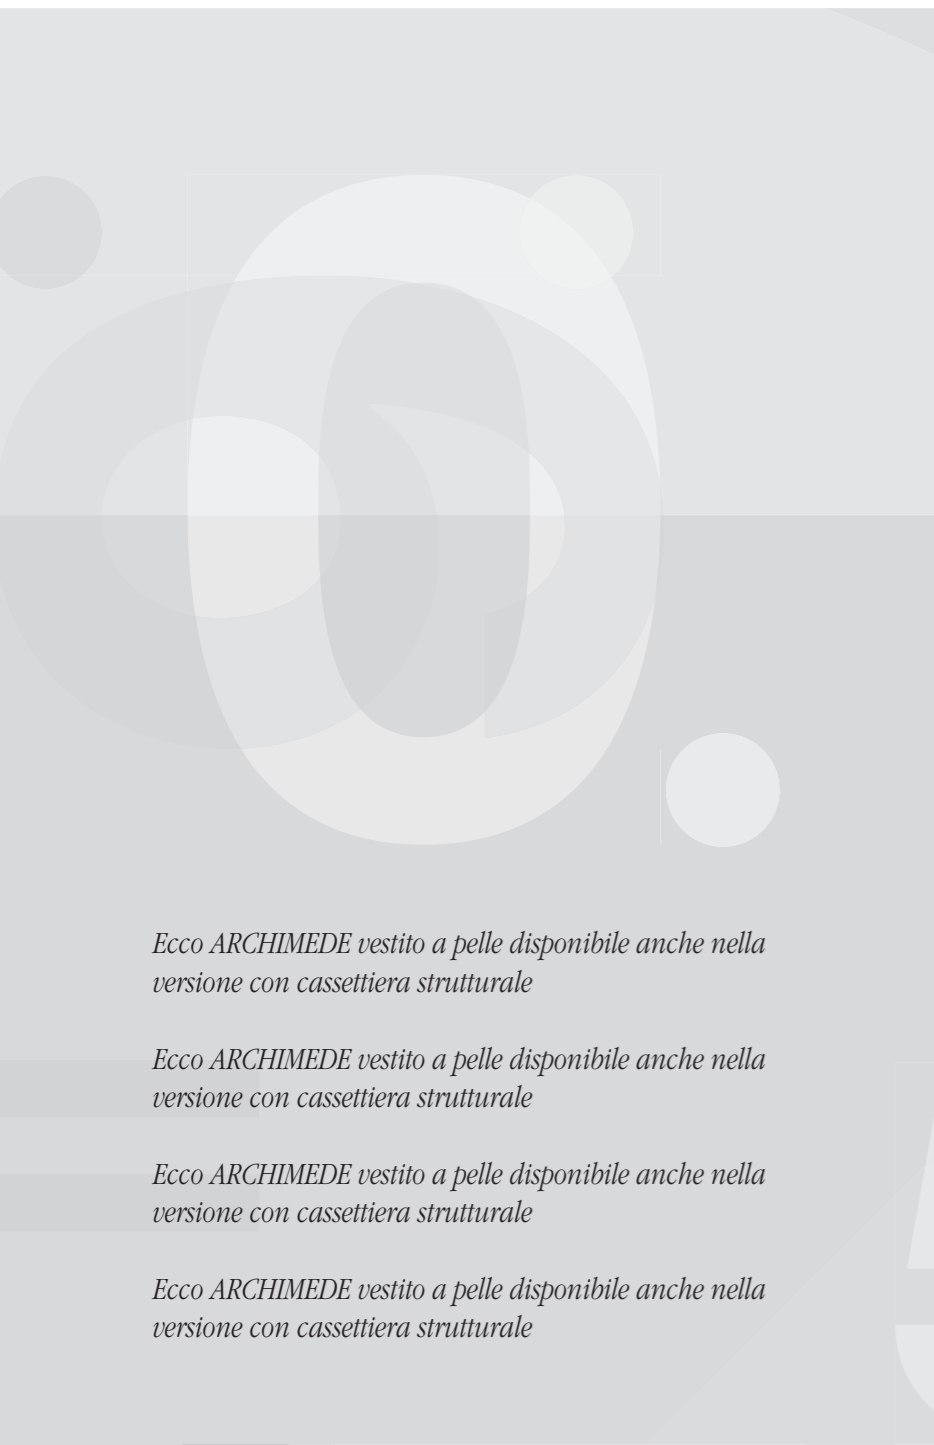 Ecco ARCHIMEDE vestito a pelle disponibile anche nella
versione con cassettiera strutturale
Ecco ARCHIMEDE vestito a pelle disponibile anche nella
versione con cassettiera strutturale
Ecco ARCHIMEDE vestito a pelle disponibile anche nella
versione con cassettiera strutturale
Ecco ARCHIMEDE vestito a pelle disponibile anche nella
versione con cassettiera strutturale